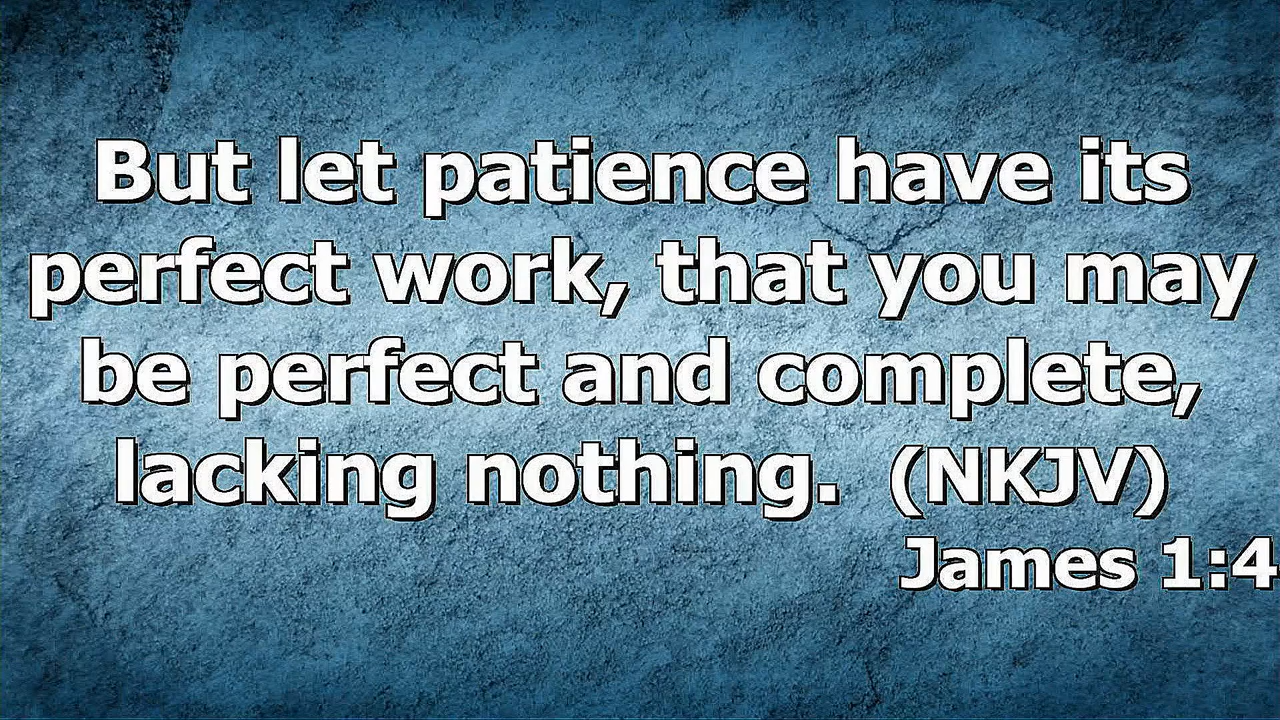 But let patience have its
perfect work, that you may
be perfect and complete,
lacking nothing. (NKJV)
James 1:4